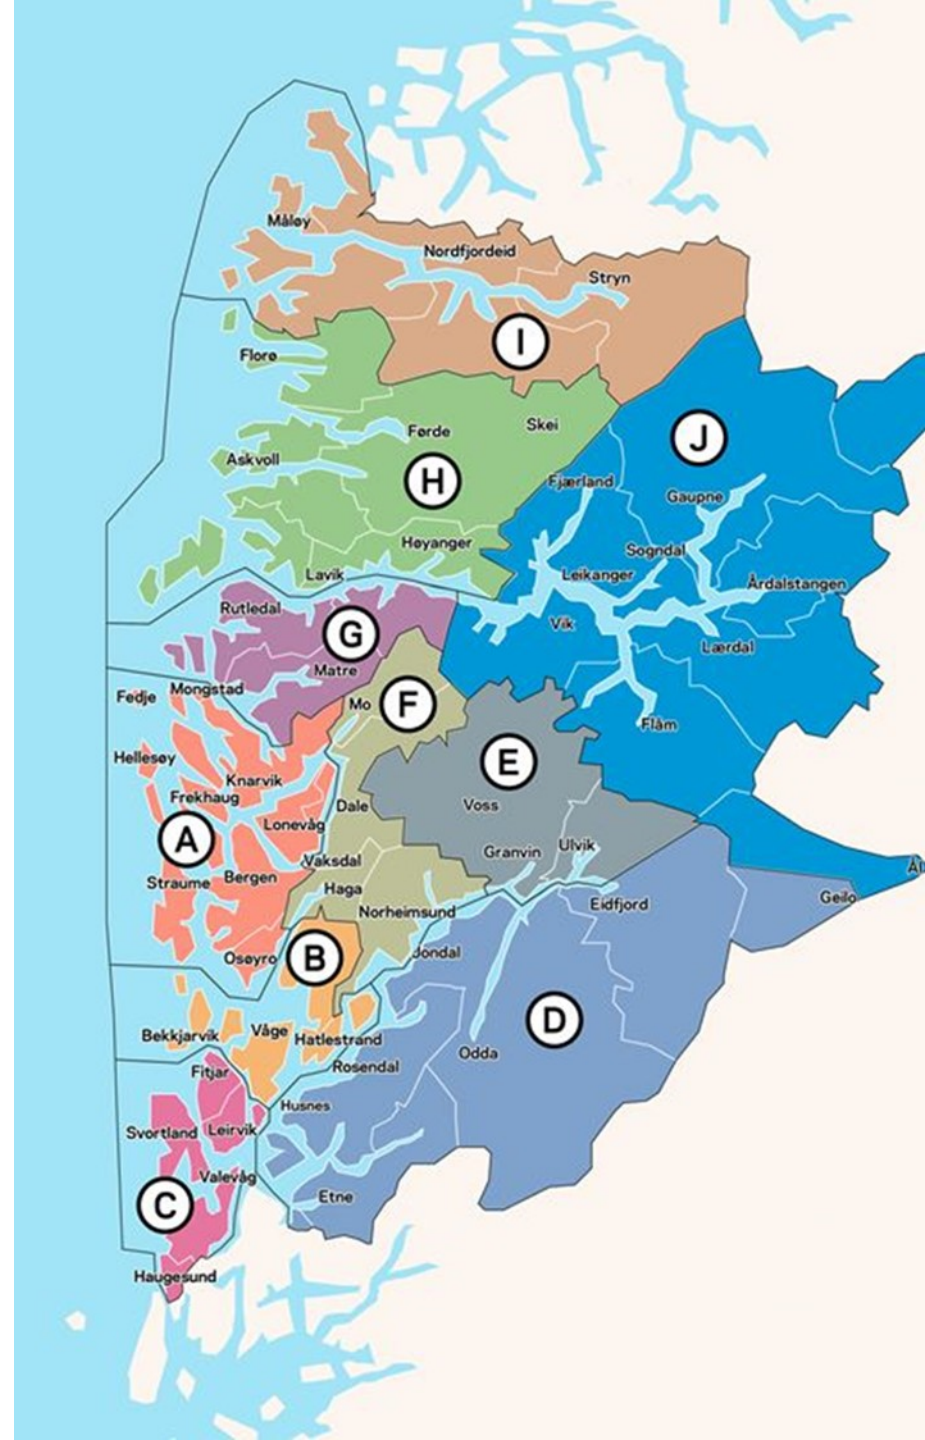 Måløy
Nordfjordeid
Stryn
I
Florø
Førde
Skei
J
Askvoll
H
Fjærland
Gaupne
Høyanger
Sogndal
Lavik
Leikanger
Årdalstangen
Rutledal
G
Vik
Lærdal
Matre
Fedje
Mongstad
Mo
F
Flåm
Hellesøy
E
Knarvik
Frekhaug
Dale
Voss
Lonevåg
A
Granvin
Ulvik
Vaksdal
Ål
Straume
Bergen
Haga
Geilo
Norheimsund
Eidfjord
Osøyro
B
Jondal
D
Bekkjarvik
Våge
Hatlestrand
Odda
Rosendal
Fitjar
Husnes
Svortland
Leirvik
Valevåg
C
Etne
Haugesund